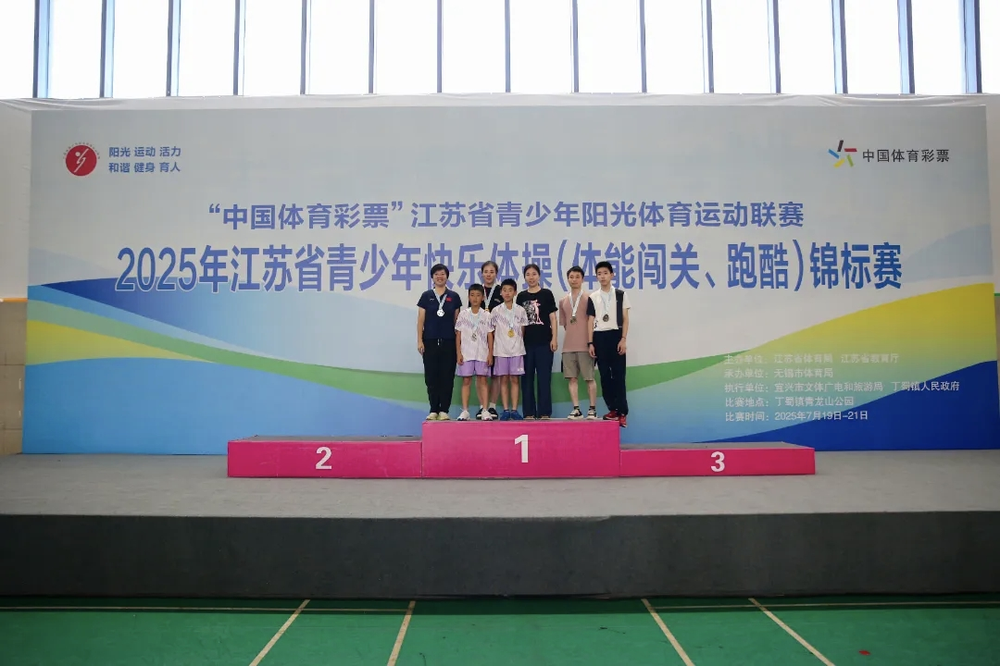 阳光 运动 活力
和谐 健身 育人
中国体育彩票
“中国体育彩票”江苏省青少年阳光体育运动联赛
2025年江苏省青少年快乐体操(体能闯关、跑酷)锦标赛
主办单位：江苏省体育局 江苏省教育厅
承办单位：无锡市体育局
执行单位：宜兴市文体广电和旅游局 丁蜀镇人民政府
比赛地点：丁蜀镇青龙山公园
比赛时间：2025年7月19日-21日
2
1
3